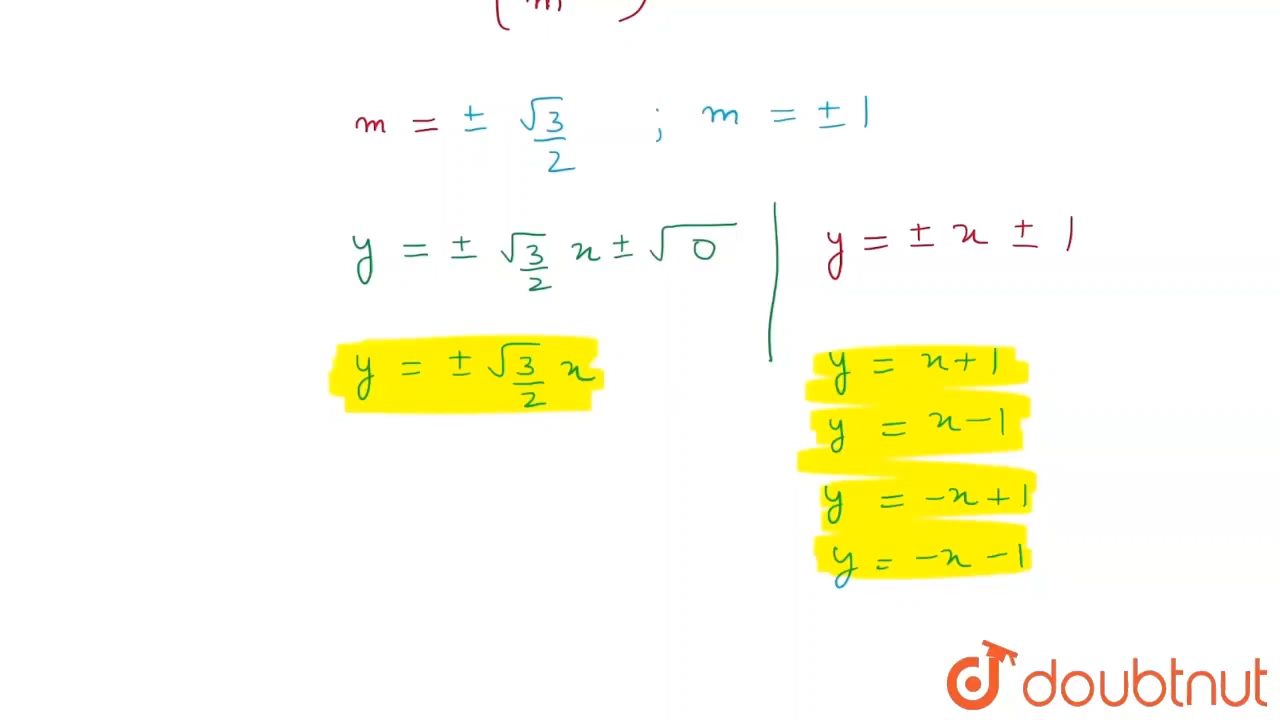 (m )
m = ± √3/2 ; m = ± 1
y = ± √3/2 x ± √0
y = ± x ± 1
y = ± √3/2 x
y = x + 1
y = x - 1
y = -x + 1
y = -x - 1
doubtnut